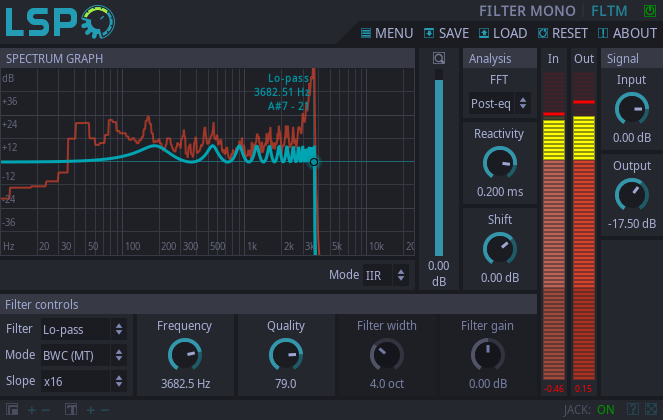 LSP
FILTER MONO FLTM
MENU SAVE LOAD RESET ABOUT
SPECTRUM GRAPH
Analysis
In Out
Signal
dB
+36
+24
+12
-12
-24
-36
Lo-pass
3682.51 Hz
Hz 20 30 50 100 200 300 500 1k 2k 3k 5k 10k
0.00
dB
FFT
Post-eq
Reactivity
0.200 ms
Shift
0.00 dB
-0.46 0.15
Input
0.00 dB
Output
-17.50 dB
Mode IIR
Filter controls
Filter Lo-pass
Mode BWC (MT)
Slope x16
Frequency
3682.5 Hz
Quality
79.0
Filter width
4.0 oct
Filter gain
0.00 dB
JACK: ON